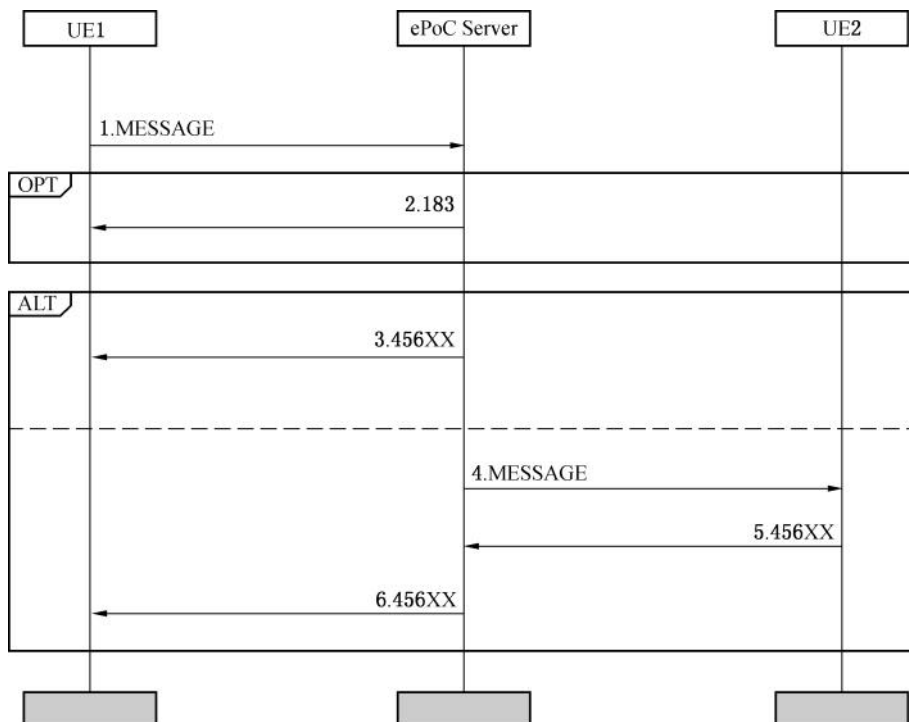 UE1
ePoC Server
UE2
1.MESSAGE
OPT
2.183
ALT
3.456XX
4.MESSAGE
5.456XX
6.456XX